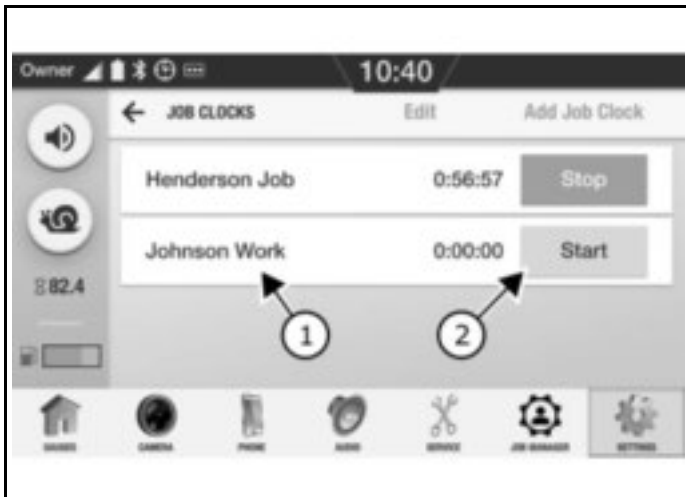 Owner 10:40
JOB CLOCKS Edit Add Job Clock
Henderson Job 0:56:57 Stop
Johnson Work 0:00:00 Start
82.4
1 2
CAMERA PHONE AUDIO SERVICE JOB MANAGER SETTINGS